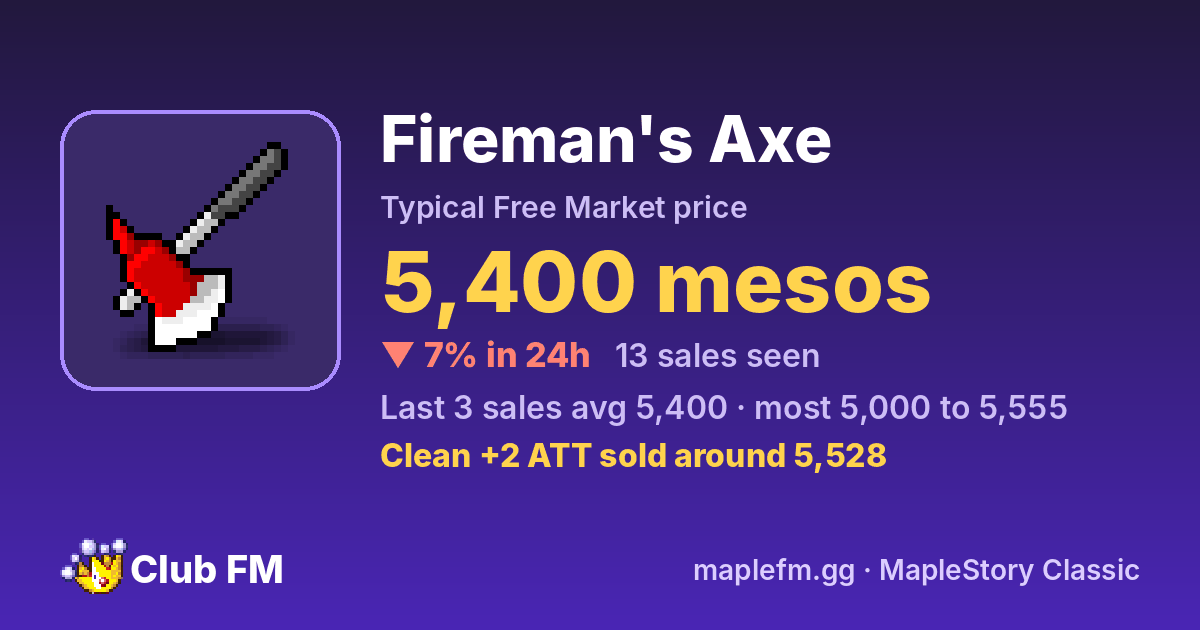 Fireman's Axe
Typical Free Market price
5,400 mesos
▼ 7% in 24h 13 sales seen
Last 3 sales avg 5,400 · most 5,000 to 5,555
Clean +2 ATT sold around 5,528
Club FM
maplefm.gg · MapleStory Classic